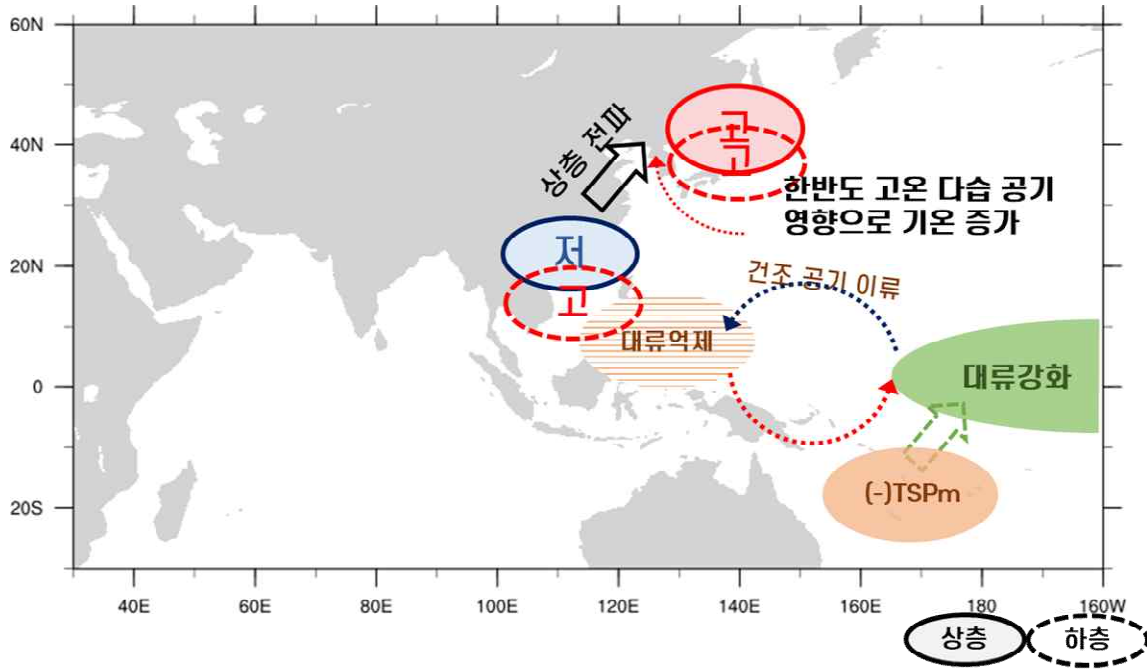 60N
40N
20N
0
20S
40E
60E
80E
100E
120E
140E
160E
180
160W
상층 전파
고
고
한반도 고온 다습 공기
영향으로 기온 증가
저
고
건조 공기 이류
대류억제
대류강화
(-)TSPm
상층
하층